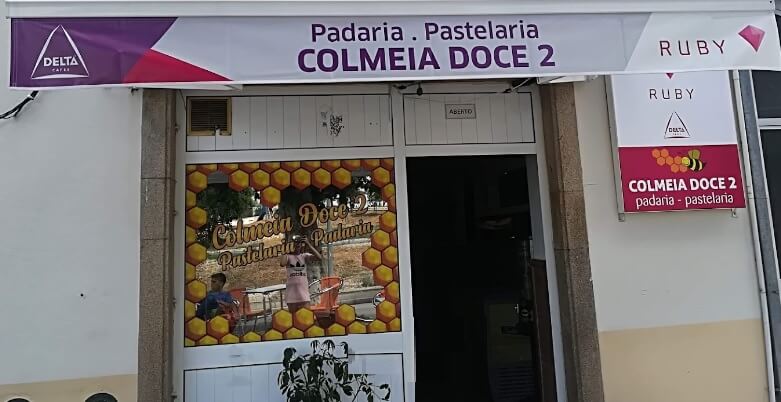 DELTA
CAFÉS
Padaria . Pastelaria
COLMEIA DOCE 2
RUBY
ABERTO
RUBY
DELTA
COLMEIA DOCE 2
padaria - pastelaria
Colmeia Doce 2
Pastelaria - Padaria